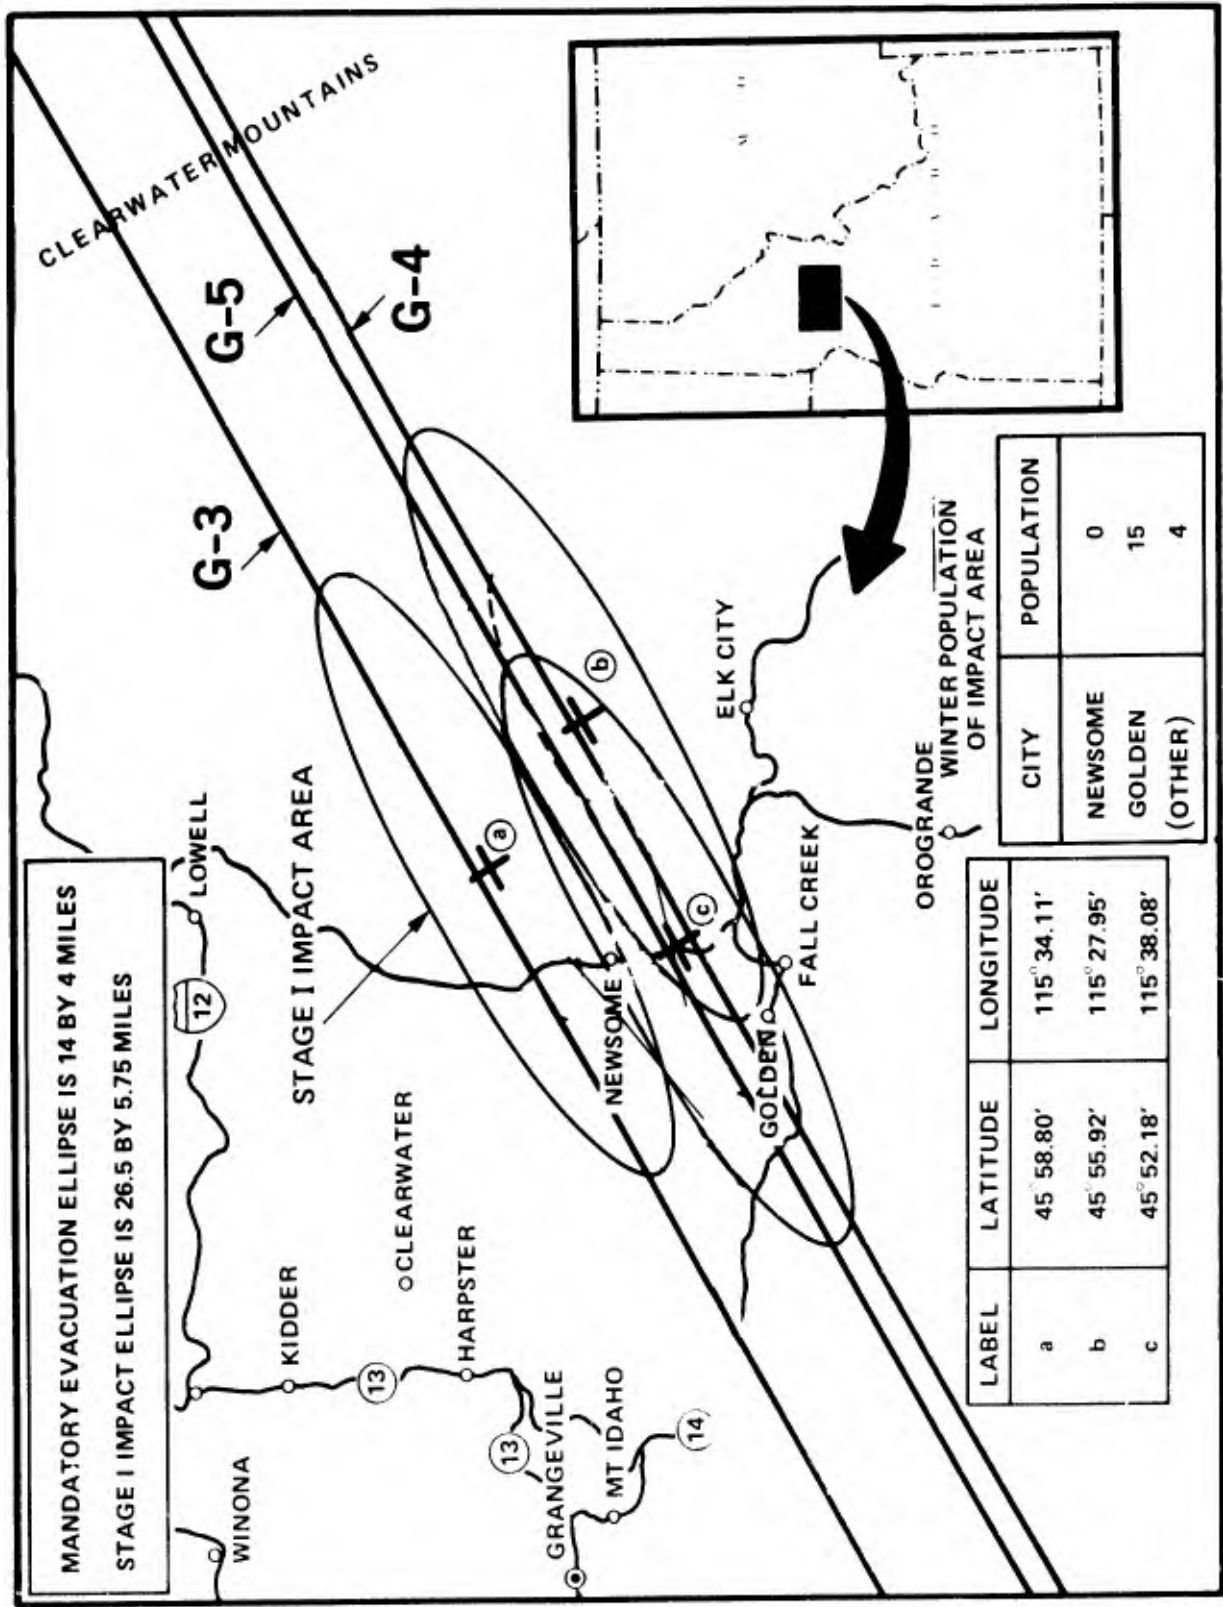 MANDATORY EVACUATION ELLIPSE IS 14 BY 4 MILES
STAGE I IMPACT ELLIPSE IS 26.5 BY 5.75 MILES
CLEARWATER MOUNTAINS
G-3
G-5
G-4
WINONA
KIDDER
12
LOWELL
STAGE I IMPACT AREA
13
CLEARWATER
HARPSTER
13
GRANGEVILLE
MT IDAHO
14
NEWSOME
a
b
c
GOLDEN
FALL CREEK
ELK CITY
OROGRANDE
WINTER POPULATION
OF IMPACT AREA
CITY POPULATION
NEWSOME 0
GOLDEN 15
(OTHER) 4
LABEL LATITUDE LONGITUDE
a 45° 58.80' 115° 34.11'
b 45° 55.92' 115° 27.95'
c 45° 52.18' 115° 38.08'